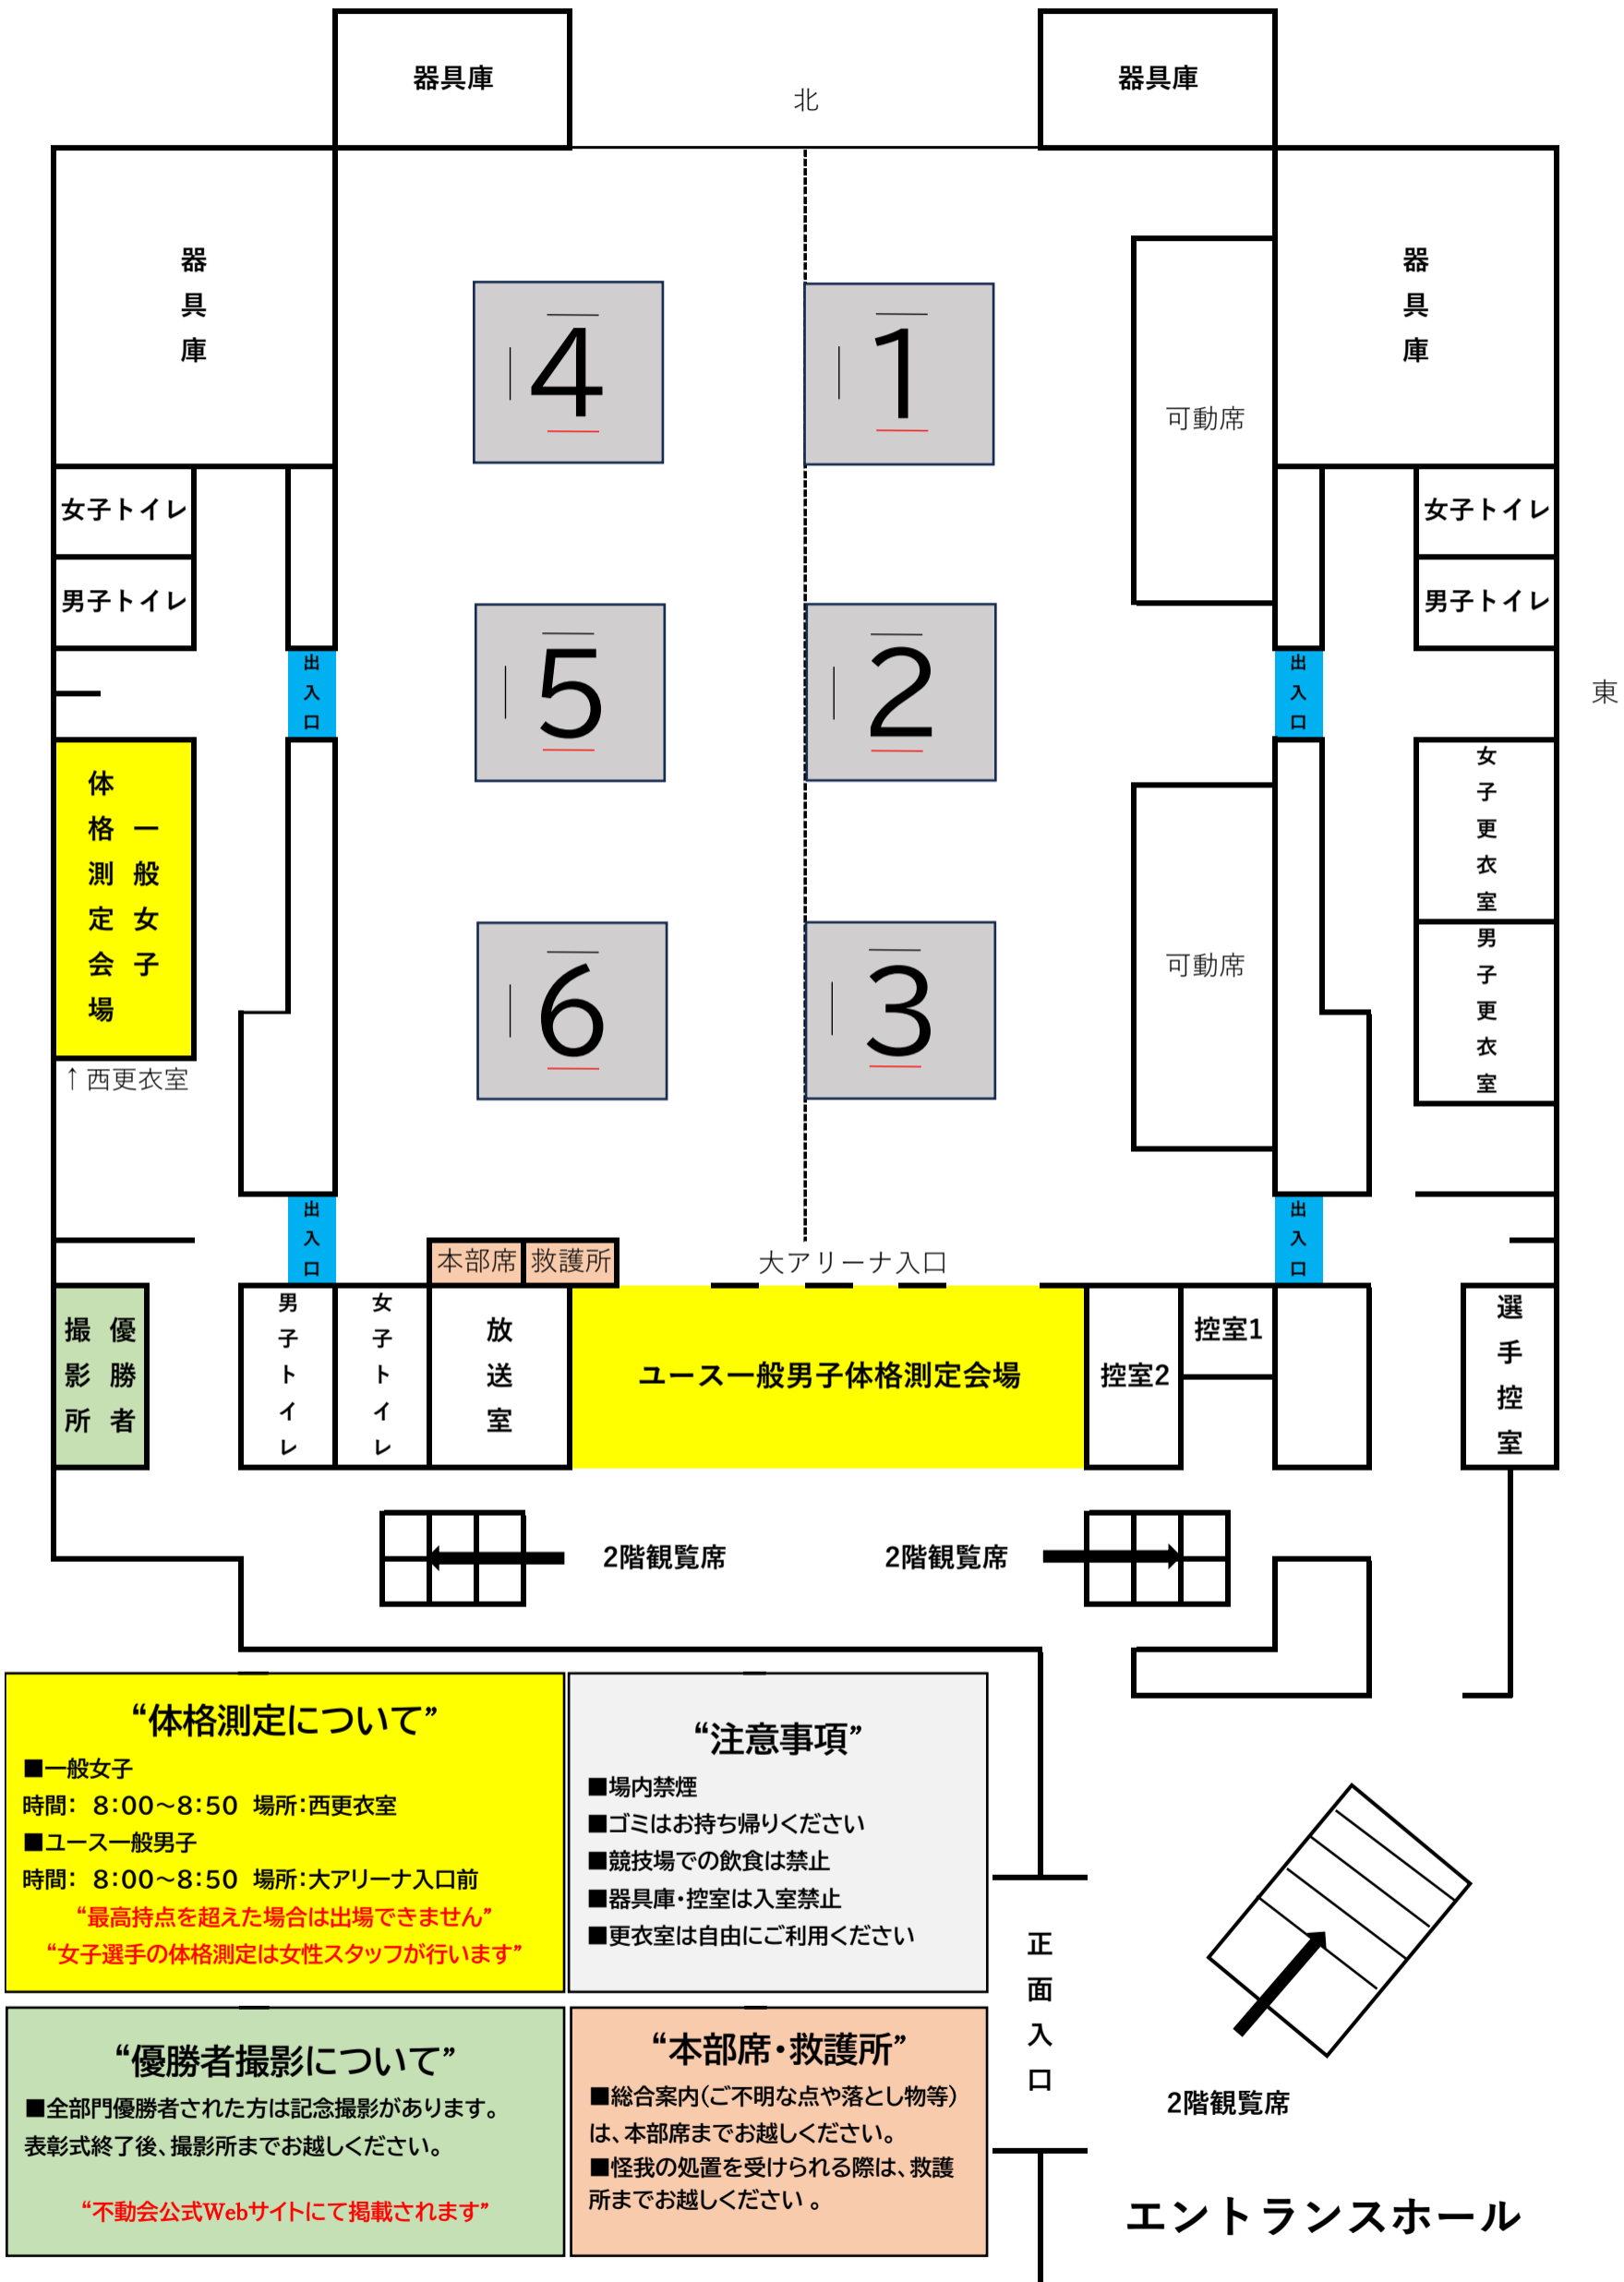 器具庫
器具庫
北
器具庫
器具庫
4
1
可動席
女子トイレ
女子トイレ
男子トイレ
男子トイレ
5
2
出入口
出入口
東
一般女子
体格測定会場
女子更衣室
6
3
可動席
男子更衣室
↑西更衣室
出入口
出入口
本部席
救護所
大アリーナ入口
優勝者
撮影所
男子トイレ
女子トイレ
放送室
ユース一般男子体格測定会場
控室2
控室1
選手控室
2階観覧席
2階観覧席
“体格測定について”
■一般女子
時間： 8：00～8：50 場所：西更衣室
■ユース一般男子
時間： 8：00～8：50 場所：大アリーナ入口前
“最高持点を超えた場合は出場できません”
“女子選手の体格測定は女性スタッフが行います”
“注意事項”
■場内禁煙
■ゴミはお持ち帰りください
■競技場での飲食は禁止
■器具庫・控室は入室禁止
■更衣室は自由にご利用ください
正面入口
“優勝者撮影について”
■全部門優勝者された方は記念撮影があります。
表彰式終了後、撮影所までお越しください。
“不動会公式Webサイトにて掲載されます”
“本部席・救護所”
■総合案内（ご不明な点や落とし物等）
は、本部席までお越しください。
■怪我の処置を受けられる際は、救護
所までお越しください 。
2階観覧席
エントランスホール